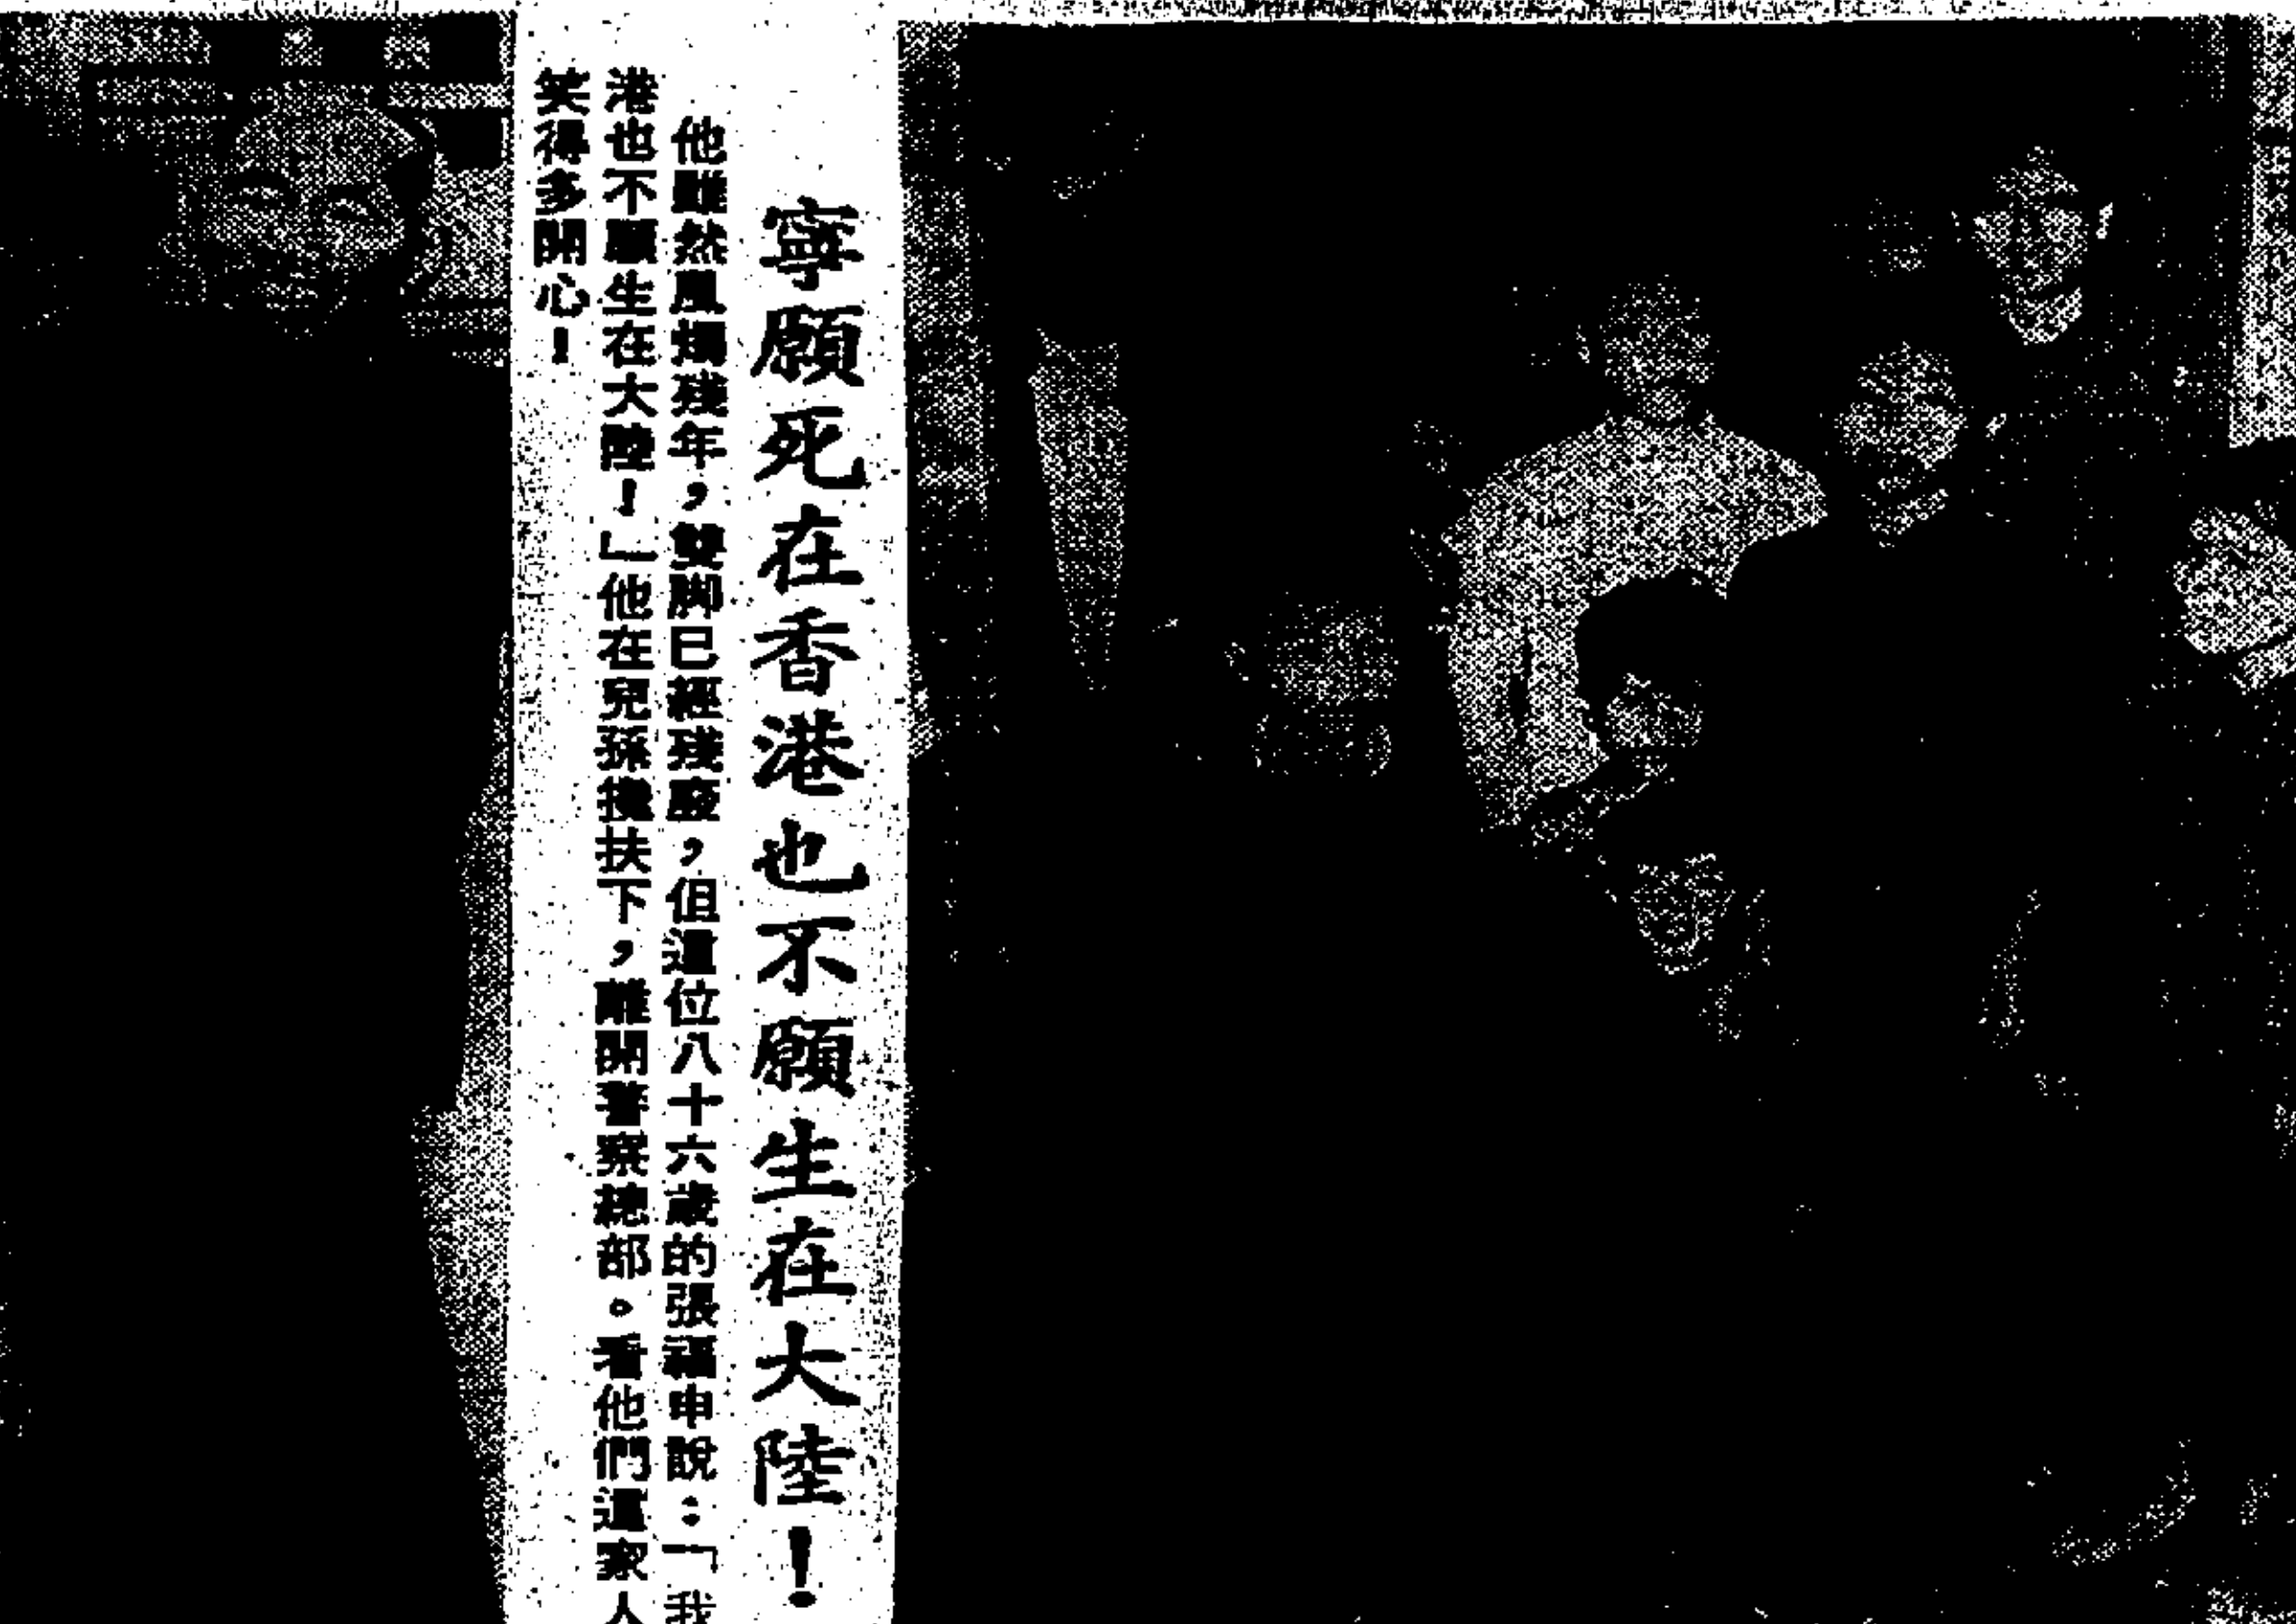 寧願死在香港也不願生在大陸！
他雖然風燭残年，雙脚已經殘廢，但這位八十六歲的張福申說：「我
港也不願生在大陸！」他在兒孫攙扶下，離開警察總部。看他們這家人
笑得多開心！